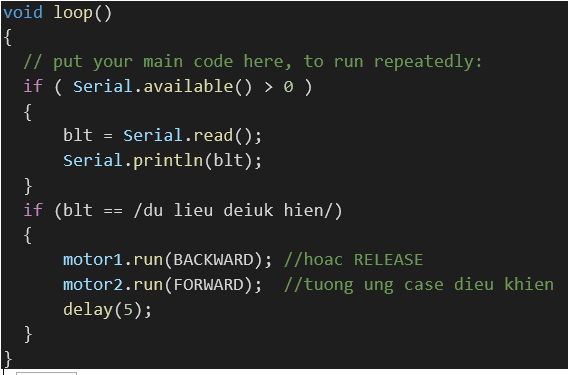 void loop()
{
  // put your main code here, to run repeatedly:
  if ( Serial.available() > 0 )
  {
      blt = Serial.read();
      Serial.println(blt);
  }
  if (blt == /du lieu deiuk hien/)
  {
      motor1.run(BACKWARD); //hoac RELEASE
      motor2.run(FORWARD);  //tuong ung case dieu khien
      delay(5);
  }
}